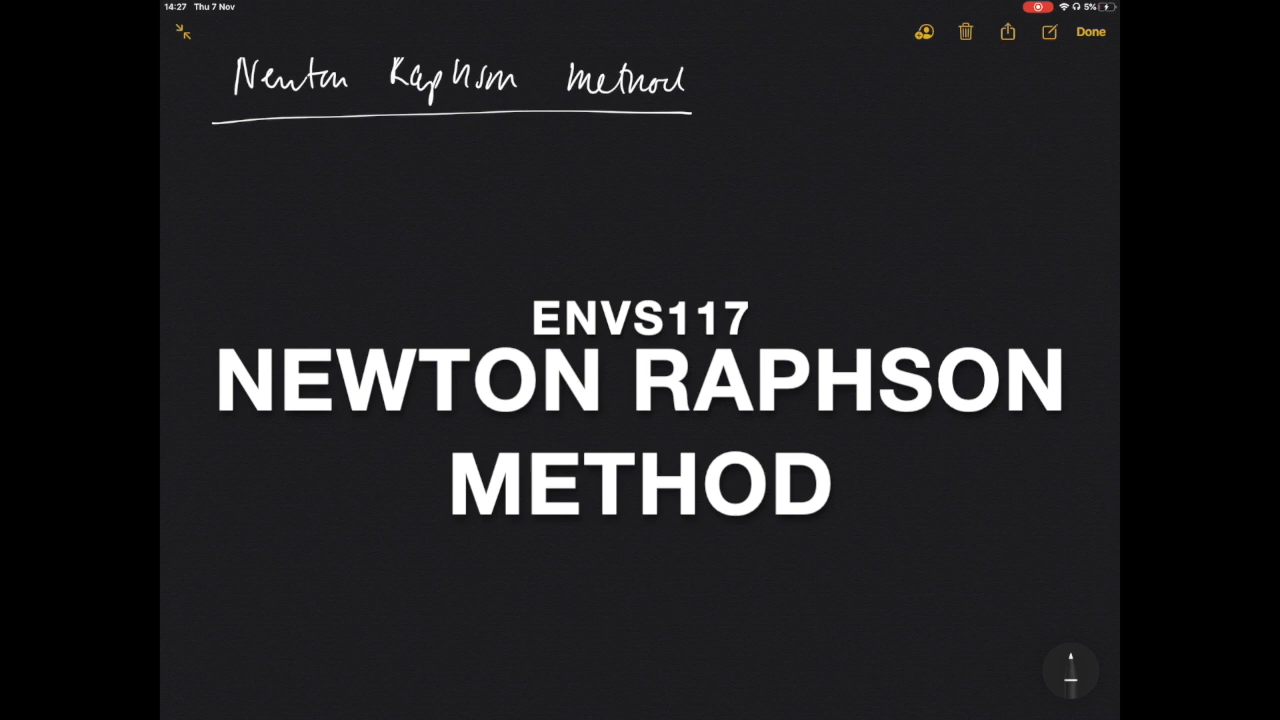 14:27 Thu 7 Nov 5%
Done
Newton Raphson Method
ENVS117
NEWTON RAPHSON
METHOD